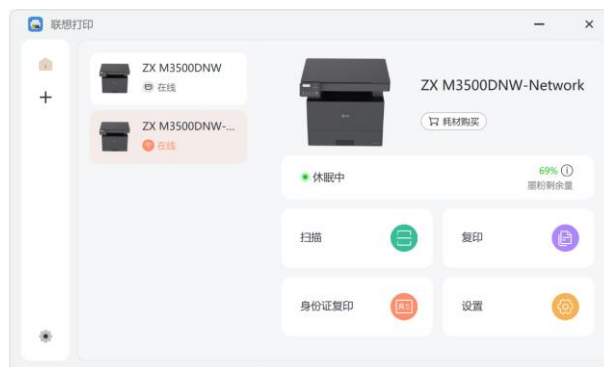 联想打印
ZX M3500DNW
在线
ZX M3500DNW-...
在线
ZX M3500DNW-Network
耗材购买
休眠中
69%
墨粉剩余量
扫描
复印
身份证复印
设置